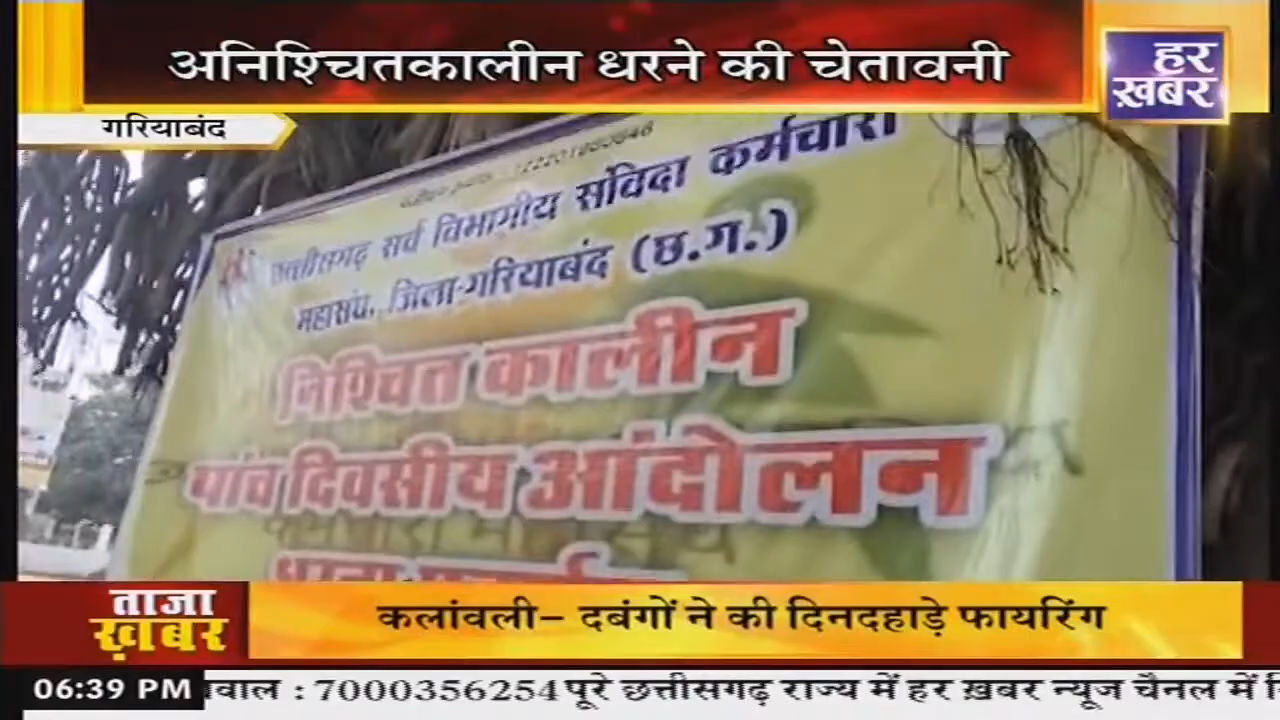 अनिश्चितकालीन धरने की चेतावनी
हर
ख़बर
गरियाबंद
छत्तीसगढ़ सर्व विभागीय संविदा कर्मचारी
महासंघ, जिला-गरियाबंद (छ.ग.)
निश्चित कालीन
पांच दिवसीय आंदोलन
ताजा
ख़बर
कलांवली– दबंगों ने की दिनदहाड़े फायरिंग
06:39 PM
वाल : 7000356254 पूरे छत्तीसगढ़ राज्य में हर ख़बर न्यूज चैनल में